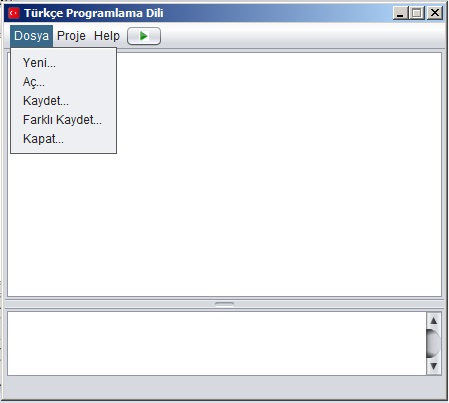 Türkçe Programlama Dili
Dosya Proje Help
Yeni...
Aç...
Kaydet...
Farklı Kaydet...
Kapat...